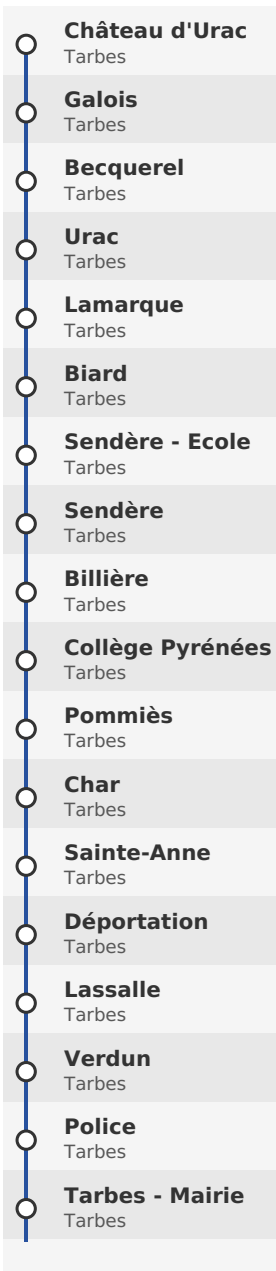 Château d'Urac
Tarbes
Galois
Tarbes
Becquerel
Tarbes
Urac
Tarbes
Lamarque
Tarbes
Biard
Tarbes
Sendère - Ecole
Tarbes
Sendère
Tarbes
Billière
Tarbes
Collège Pyrénées
Tarbes
Pommiès
Tarbes
Char
Tarbes
Sainte-Anne
Tarbes
Déportation
Tarbes
Lassalle
Tarbes
Verdun
Tarbes
Police
Tarbes
Tarbes - Mairie
Tarbes